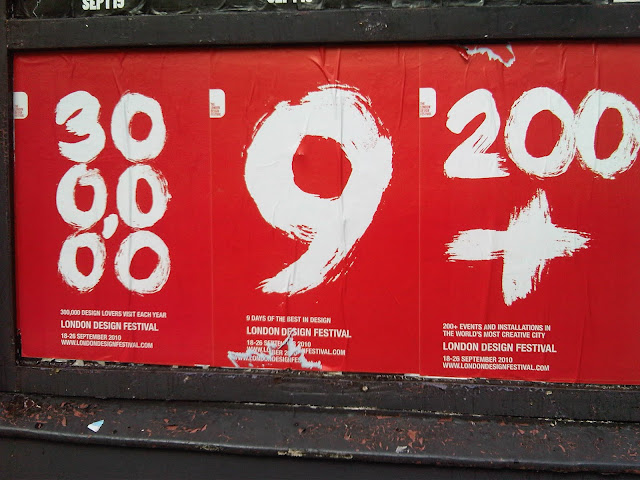 SEPT19
30
0,0
00
300,000 DESIGN LOVERS VISIT EACH YEAR
LONDON DESIGN FESTIVAL
18-26 SEPTEMBER 2010
WWW.LONDONDESIGNFESTIVAL.COM
9
9 DAYS OF THE BEST IN DESIGN
LONDON DESIGN FESTIVAL
200
+
200+ EVENTS AND INSTALLATIONS IN
THE WORLD'S MOST CREATIVE CITY
LONDON DESIGN FESTIVAL
18-26 SEPTEMBER 2010
WWW.LONDONDESIGNFESTIVAL.COM